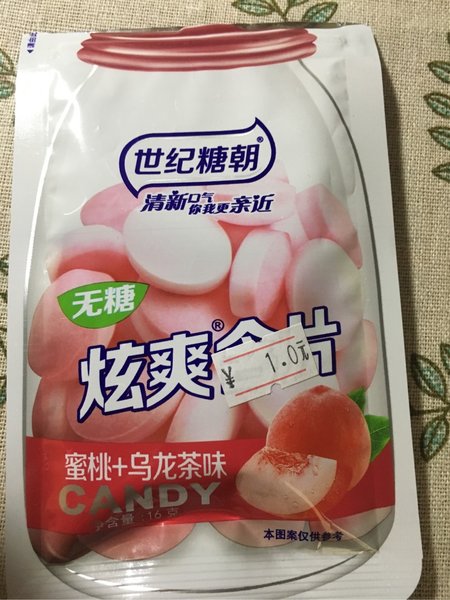 世纪糖朝®
清新口气
你我更亲近
无糖
炫爽®含片
¥ 1.0元
蜜桃+乌龙茶味
CANDY
净含量:16克
本图案仅供参考